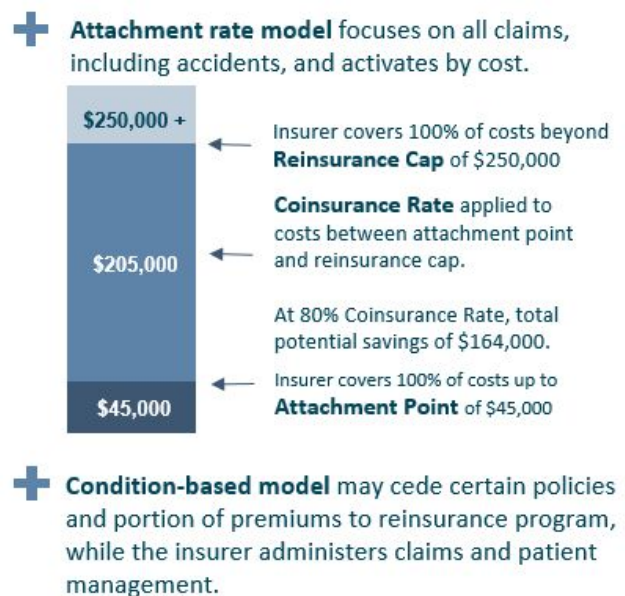 Attachment rate model focuses on all claims,
including accidents, and activates by cost.
$250,000 +
Insurer covers 100% of costs beyond
Reinsurance Cap of $250,000
Coinsurance Rate applied to
costs between attachment point
and reinsurance cap.
$205,000
At 80% Coinsurance Rate, total
potential savings of $164,000.
Insurer covers 100% of costs up to
Attachment Point of $45,000
$45,000
Condition-based model may cede certain policies
and portion of premiums to reinsurance program,
while the insurer administers claims and patient
management.